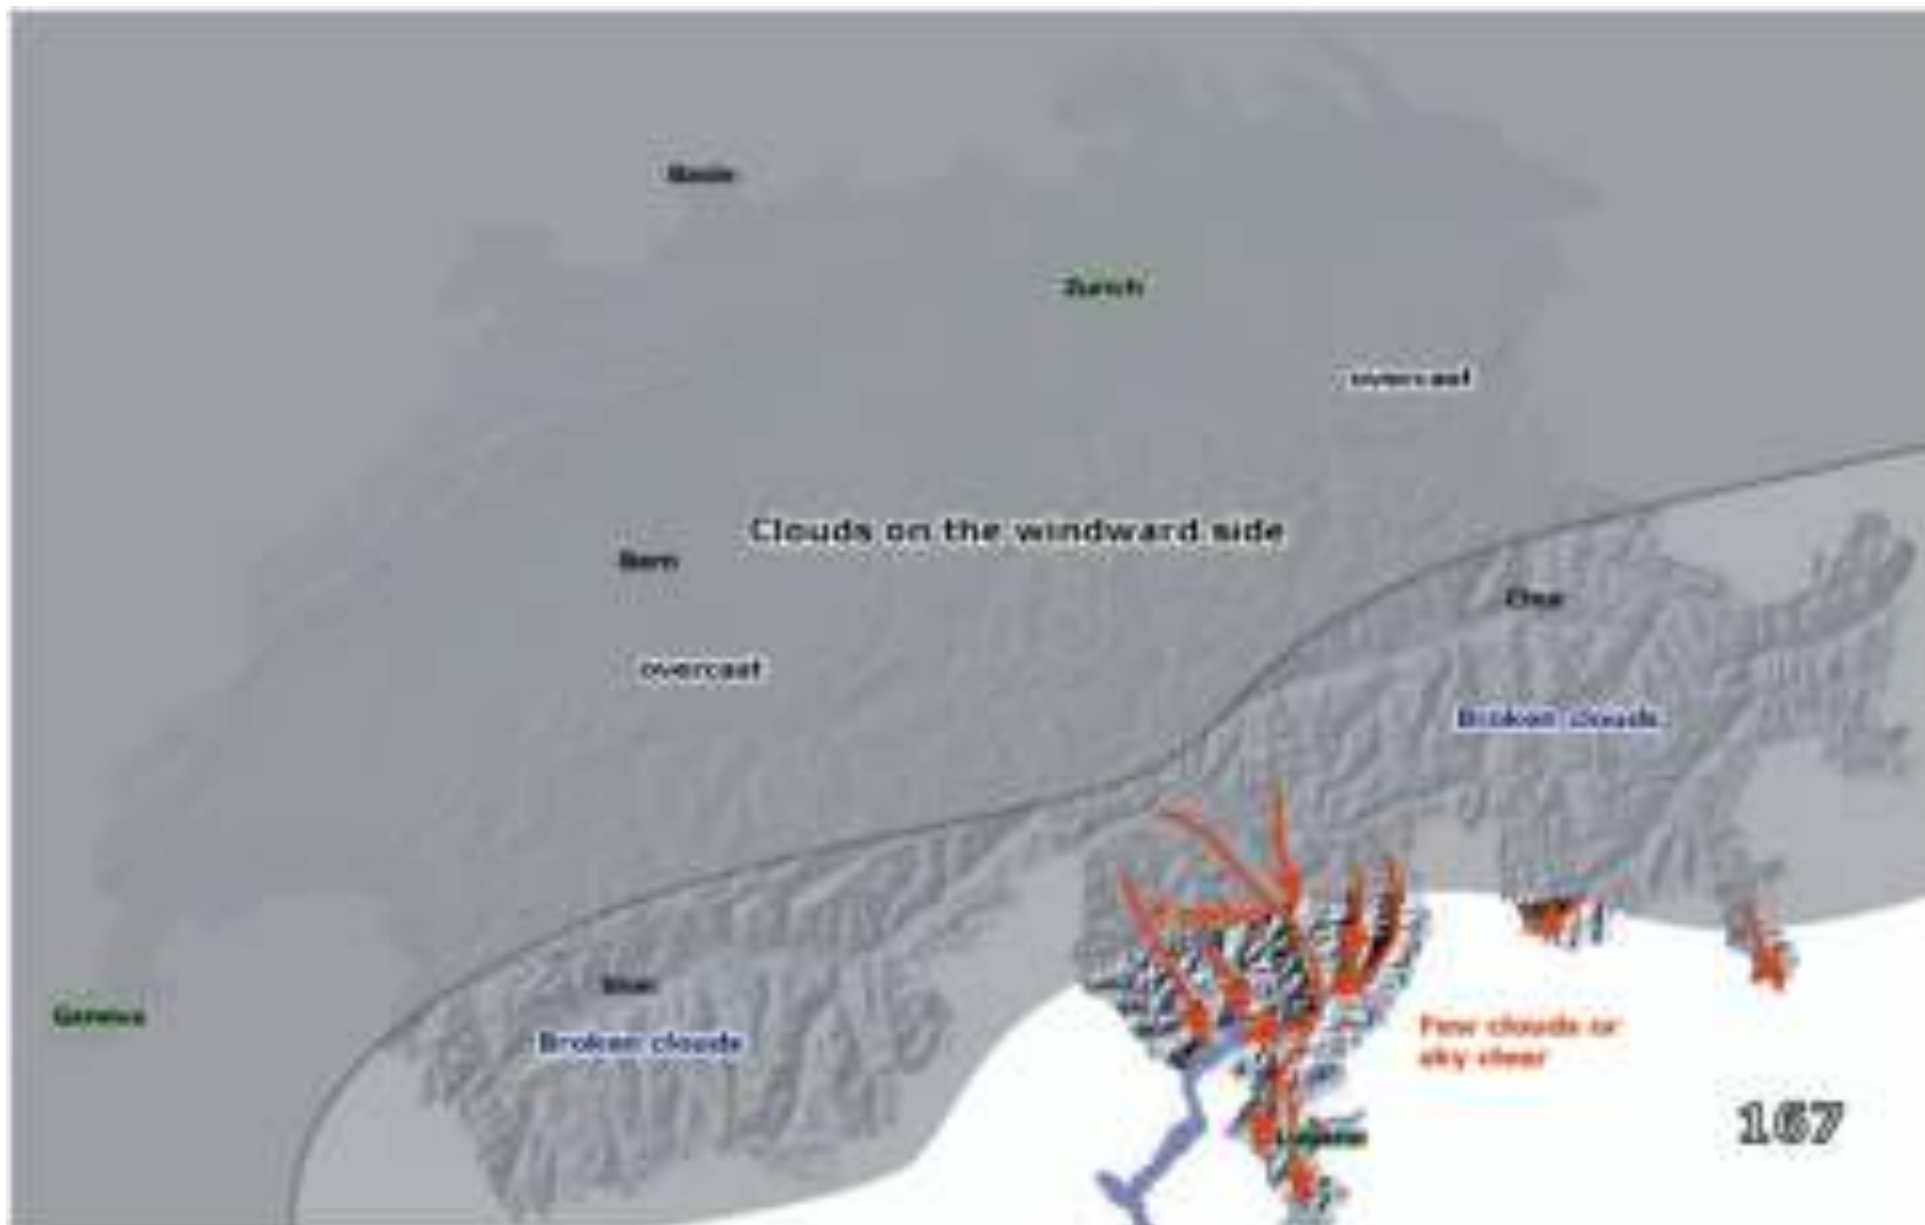 Basle
Zurich
overcast
Clouds on the windward side
Bern
Chur
overcast
Broken clouds
Sion
Geneva
Broken clouds
Few clouds or
sky clear
167
Lugano